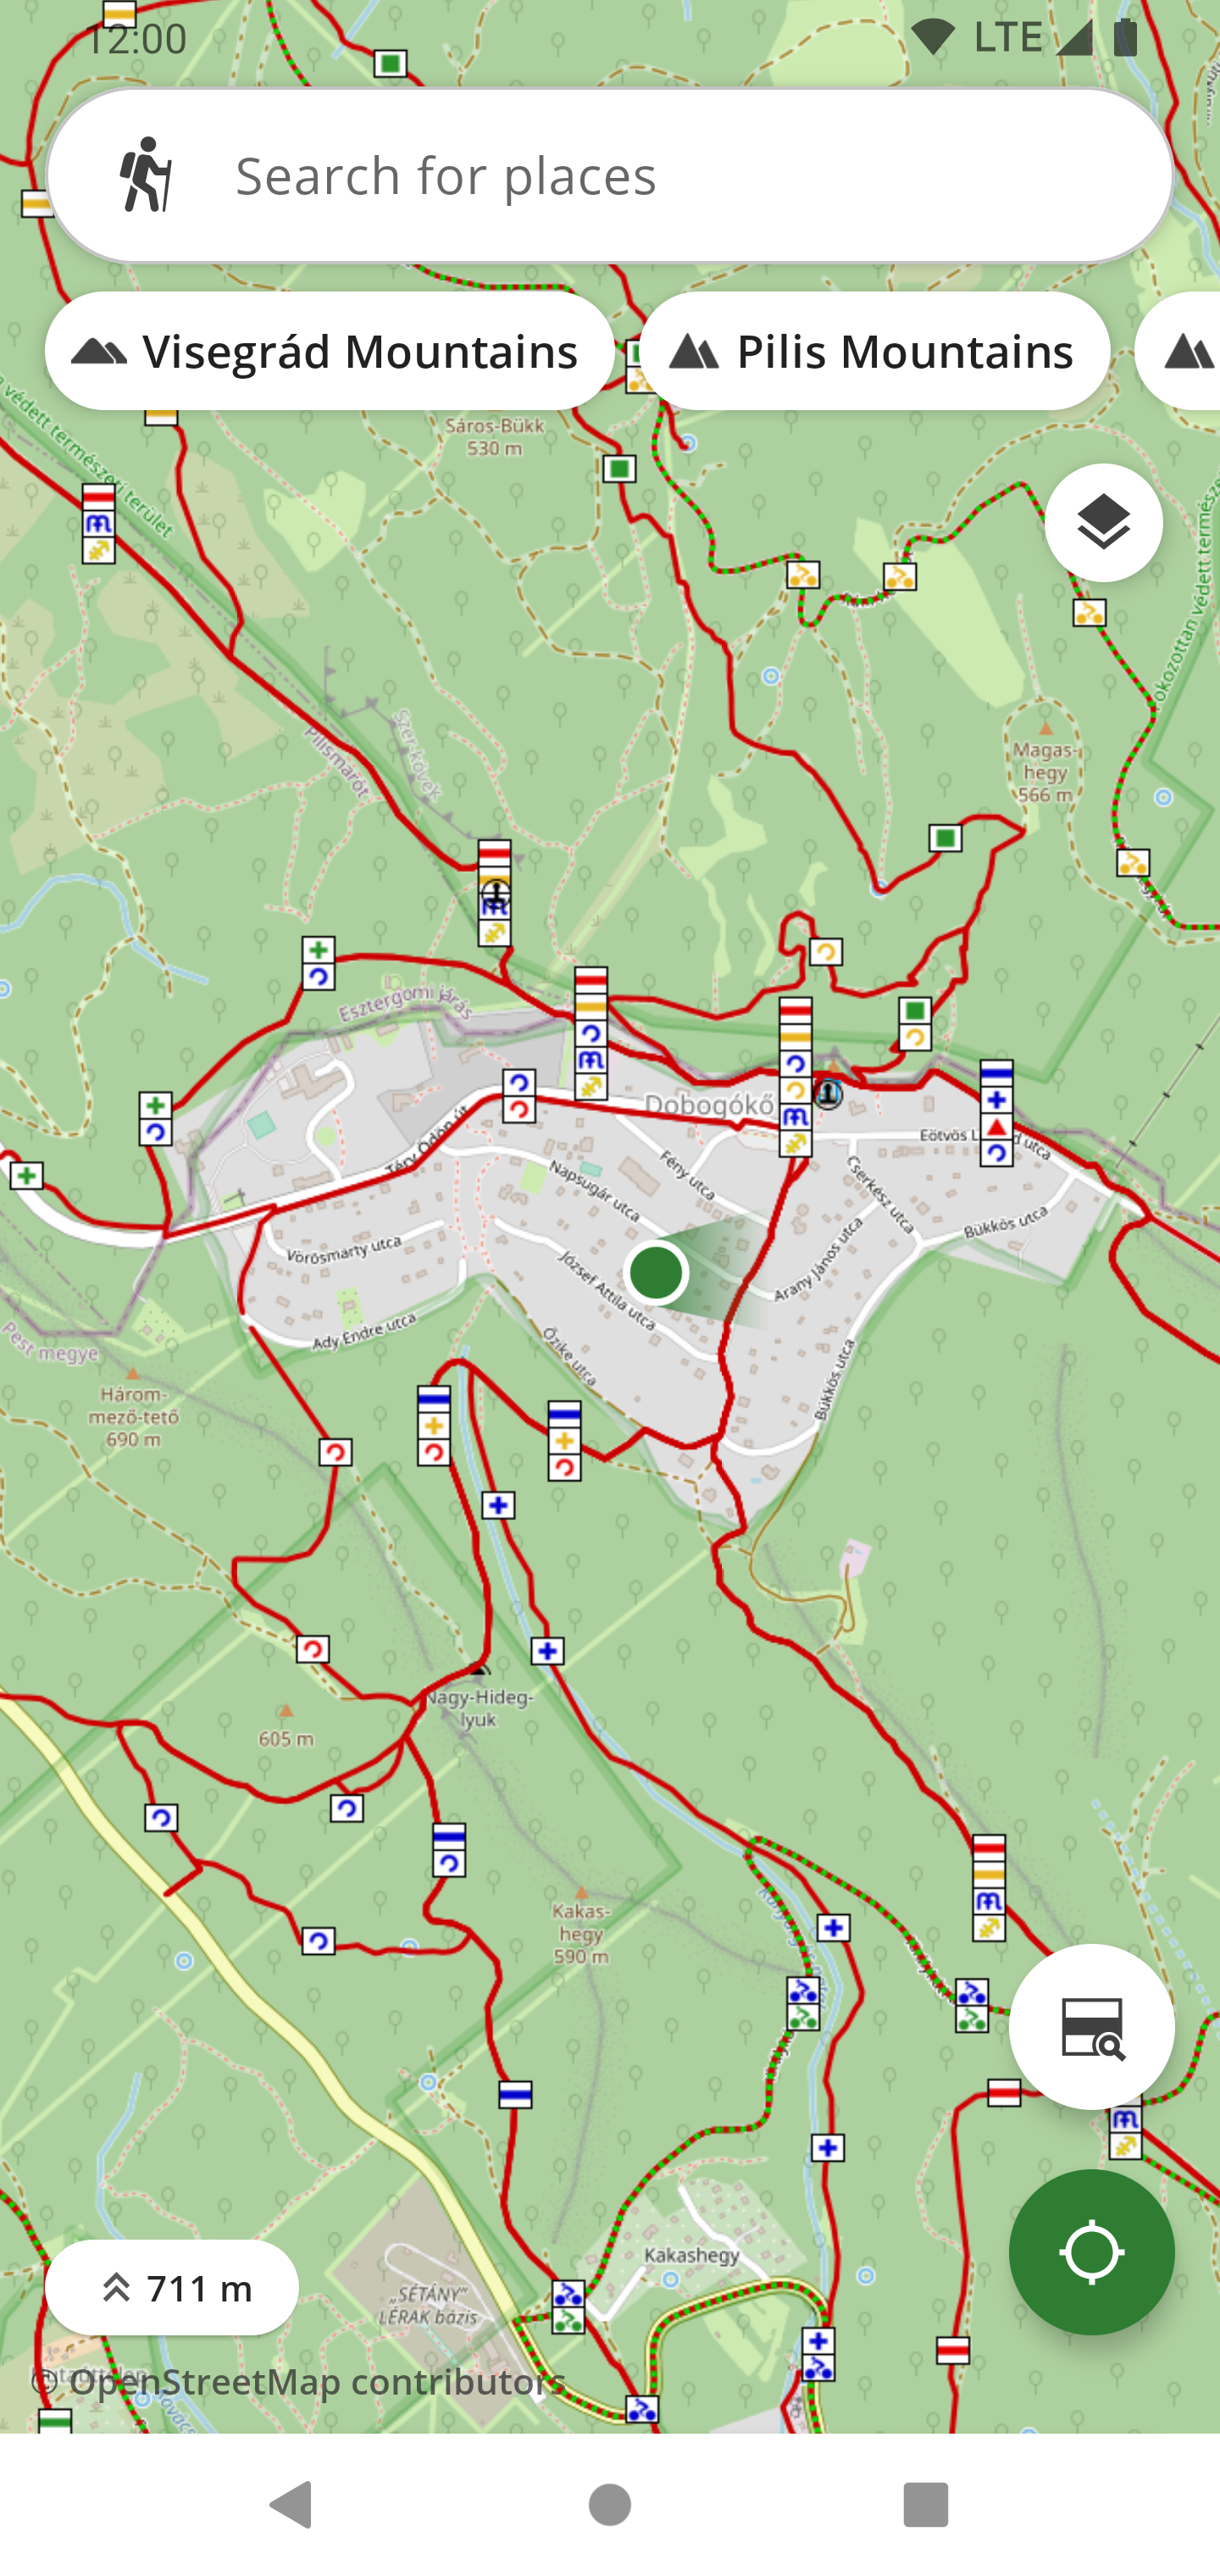 12:00
LTE
Search for places
Visegrád Mountains
Pilis Mountains
védett természeti terület
Sáros-Bükk
530 m
okozottan védett természe
Szer-kövek
Pilismarót
Magas-
hegy
566 m
Esztergomi járás
Dobogókő
Téry Ödön út
Eötvös L
d utca
Fény utca
Napsugár utca
Cserkész utca
Bükkös utca
Vörösmarty utca
József Attila utca
Arany János utca
Ady Endre utca
Őzike utca
Bükkös utca
Pest megye
Három-
mező-tető
690 m
Nagy-Hideg-
lyuk
605 m
Kakas-
hegy
590 m
Kakashegy
„SÉTÁNY”
LÉRAK bázis
711 m
© OpenStreetMap contributors